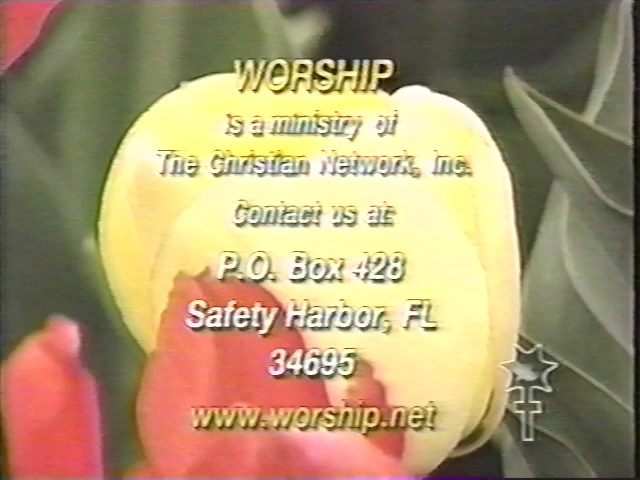 WORSHIP
is a ministry of
The Christian Network, Inc.
Contact us at:
P.O. Box 428
Safety Harbor, FL
34695
www.worship.net